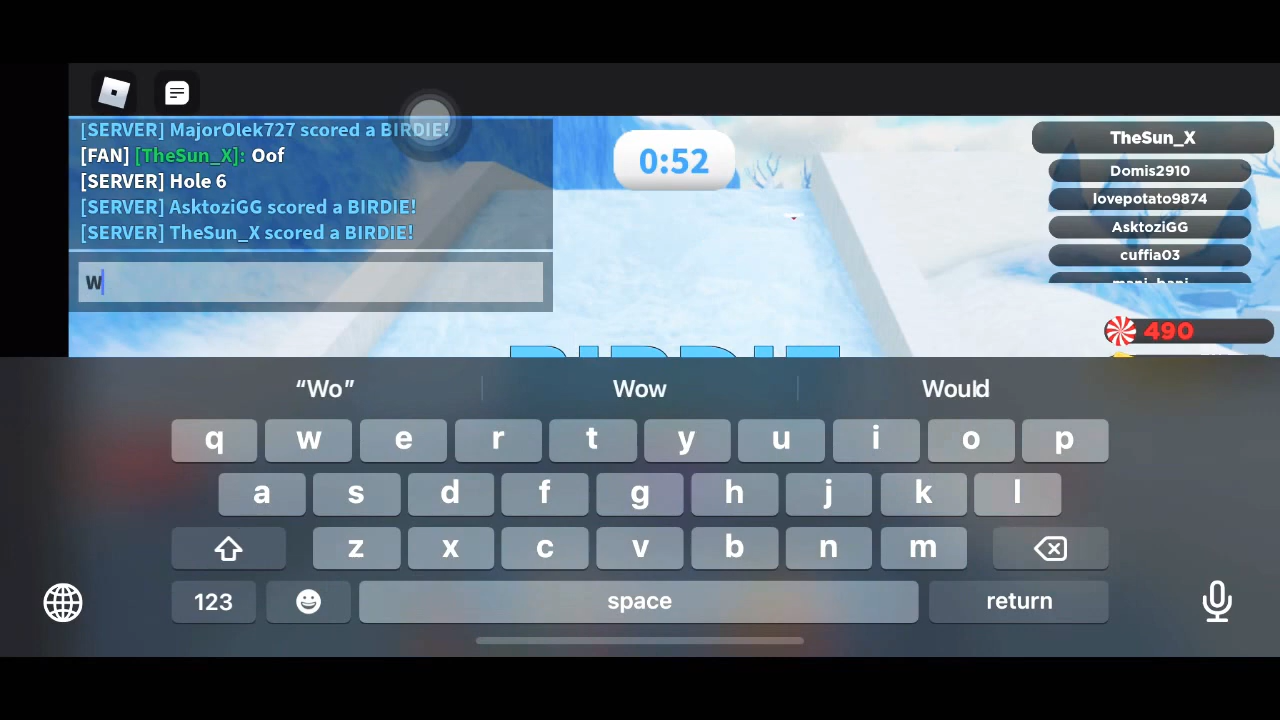 [SERVER] MajorOlek727 scored a BIRDIE!
[FAN] [TheSun_X]: Oof
[SERVER] Hole 6
[SERVER] AsktoziGG scored a BIRDIE!
[SERVER] TheSun_X scored a BIRDIE!
w
0:52
TheSun_X
Domis2910
lovepotato9874
AsktoziGG
cuffia03
490
BIRDIE
“Wo” Wow Would
q w e r t y u i o p
a s d f g h j k l
z x c v b n m
123 space return